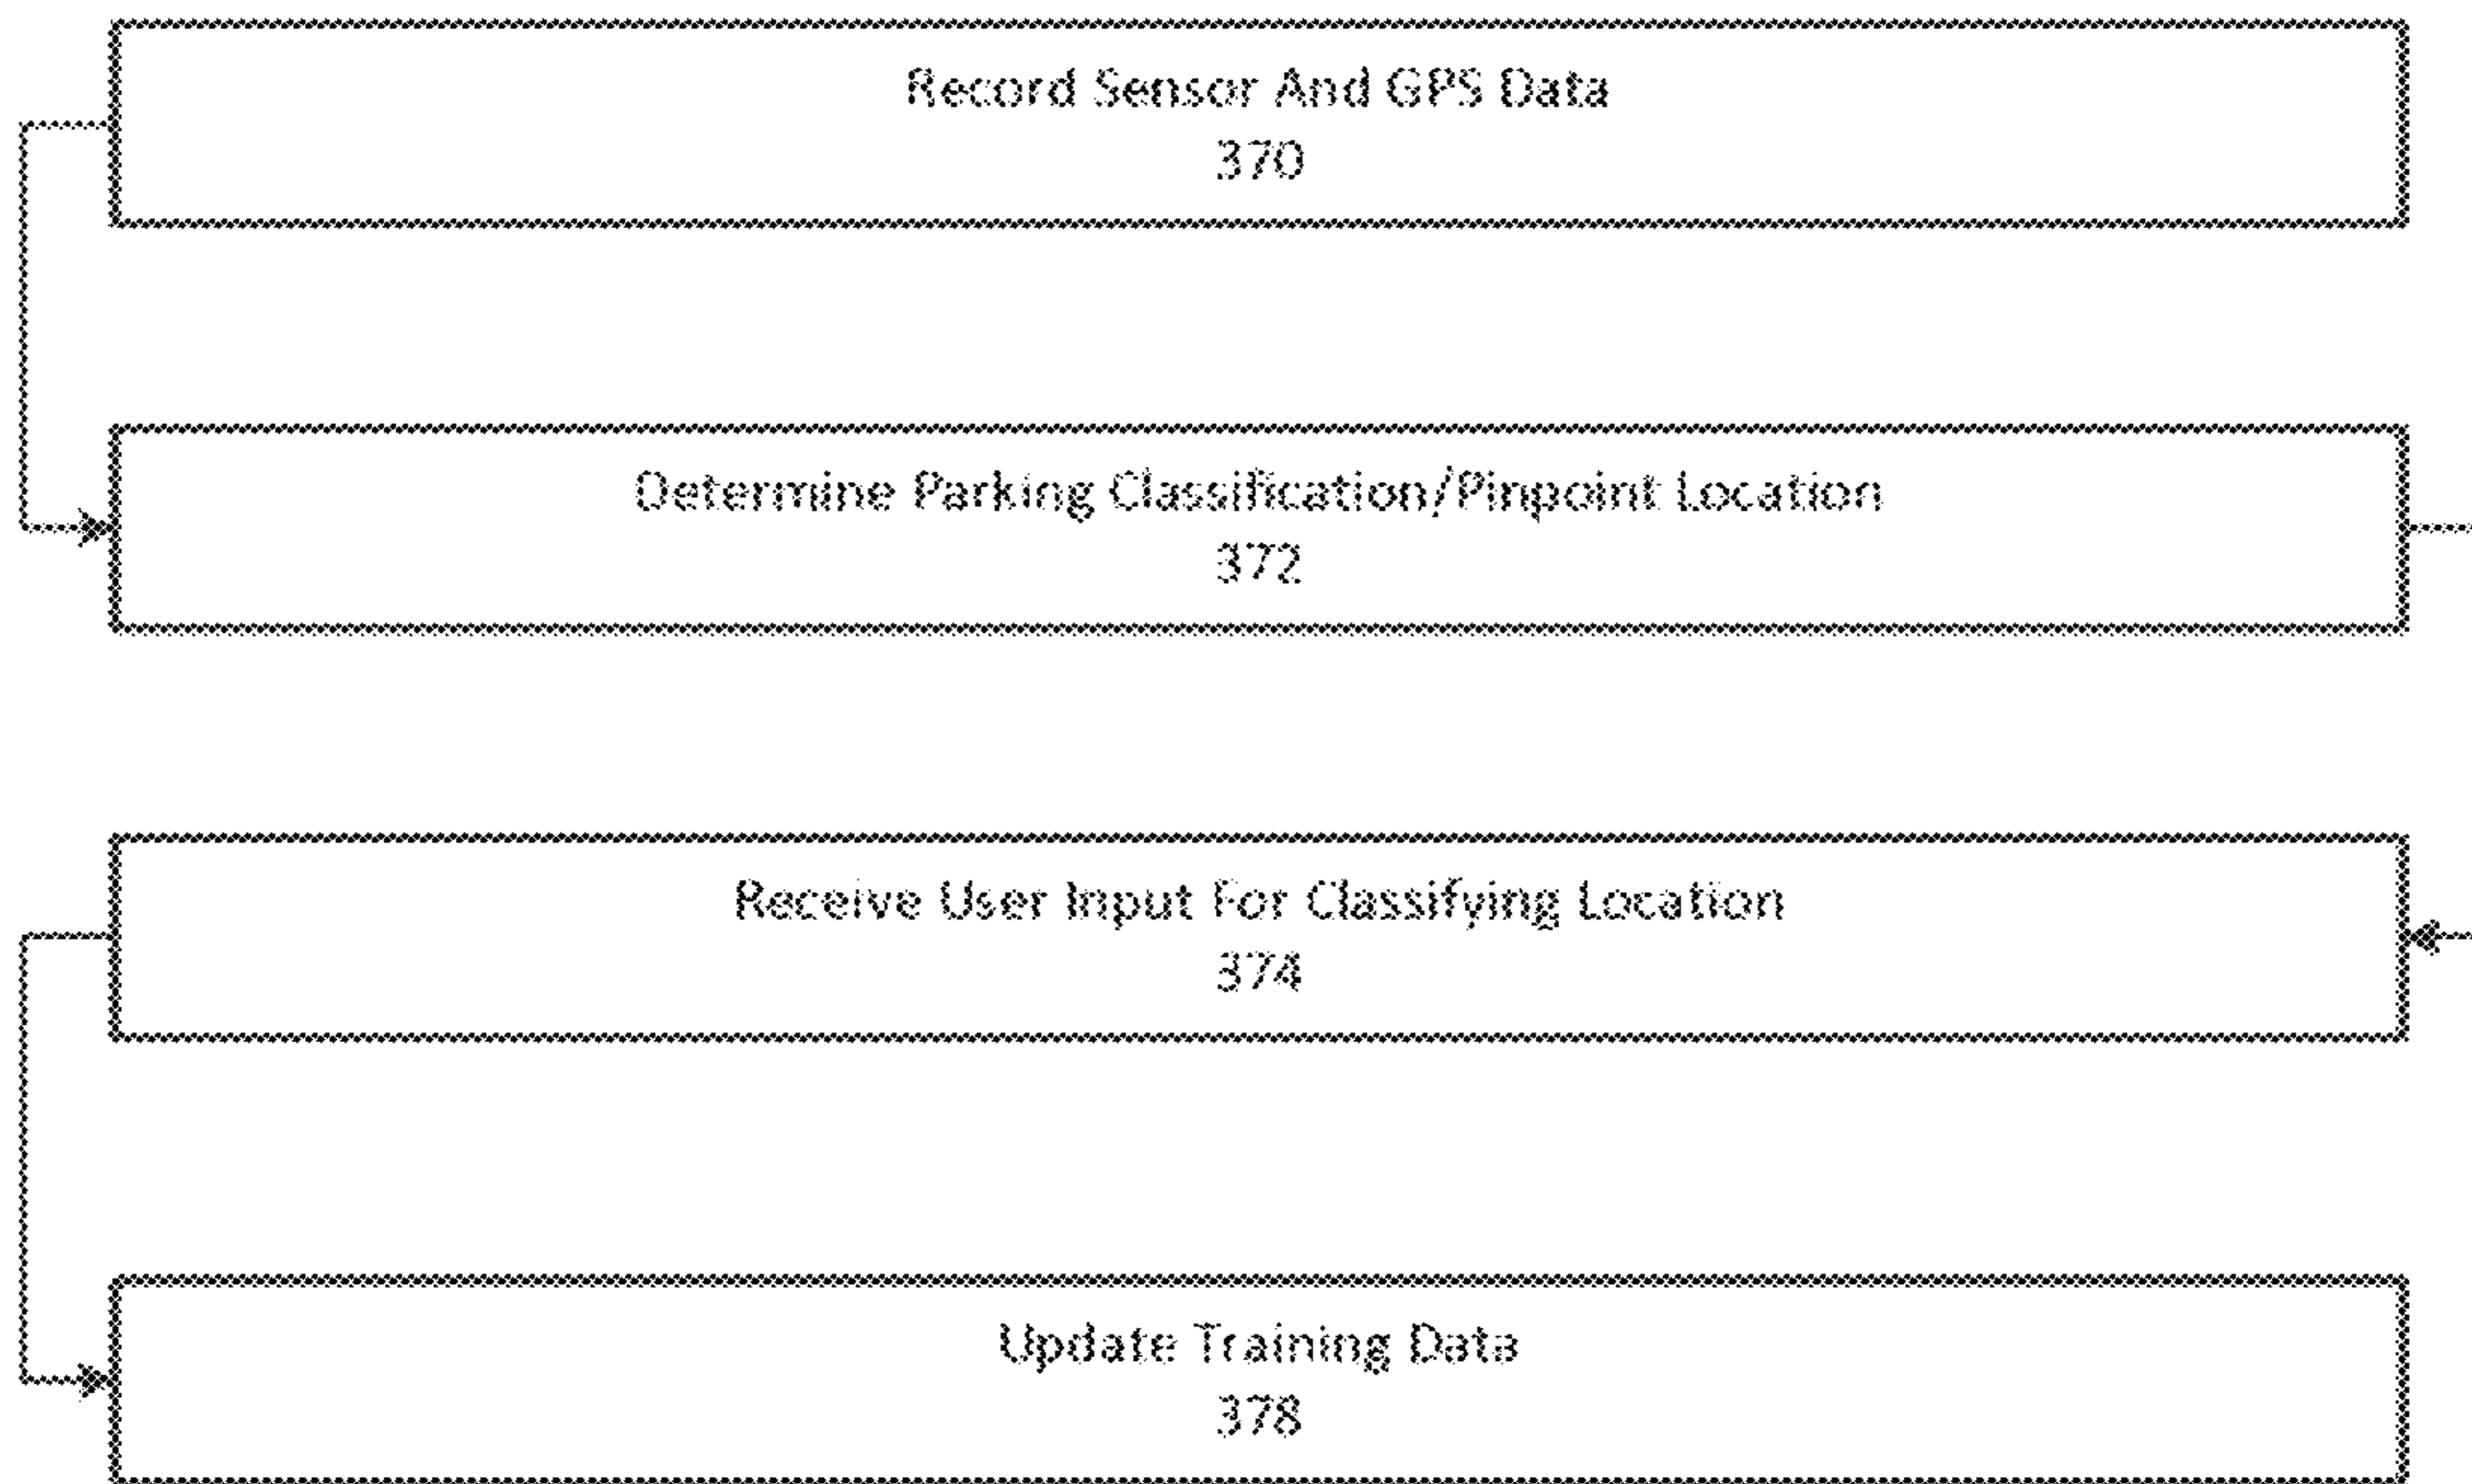 Record Sensor And GPS Data
370
Determine Parking Classification/Pinpoint Location
372
Receive User Input For Classifying Location
374
Update Training Data
378